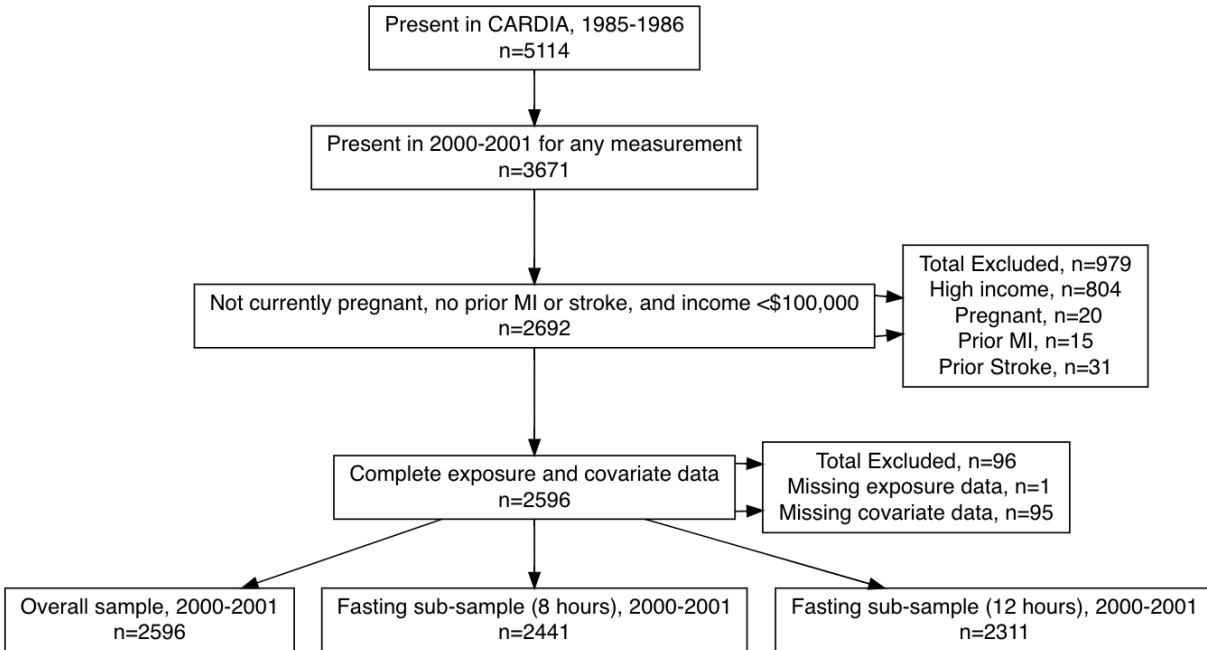 Present in CARDIA, 1985-1986
n=5114
Present in 2000-2001 for any measurement
n=3671
Not currently pregnant, no prior MI or stroke, and income <$100,000
n=2692
Total Excluded, n=979
High income, n=804
Pregnant, n=20
Prior MI, n=15
Prior Stroke, n=31
Complete exposure and covariate data
n=2596
Total Excluded, n=96
Missing exposure data, n=1
Missing covariate data, n=95
Overall sample, 2000-2001
n=2596
Fasting sub-sample (8 hours), 2000-2001
n=2441
Fasting sub-sample (12 hours), 2000-2001
n=2311